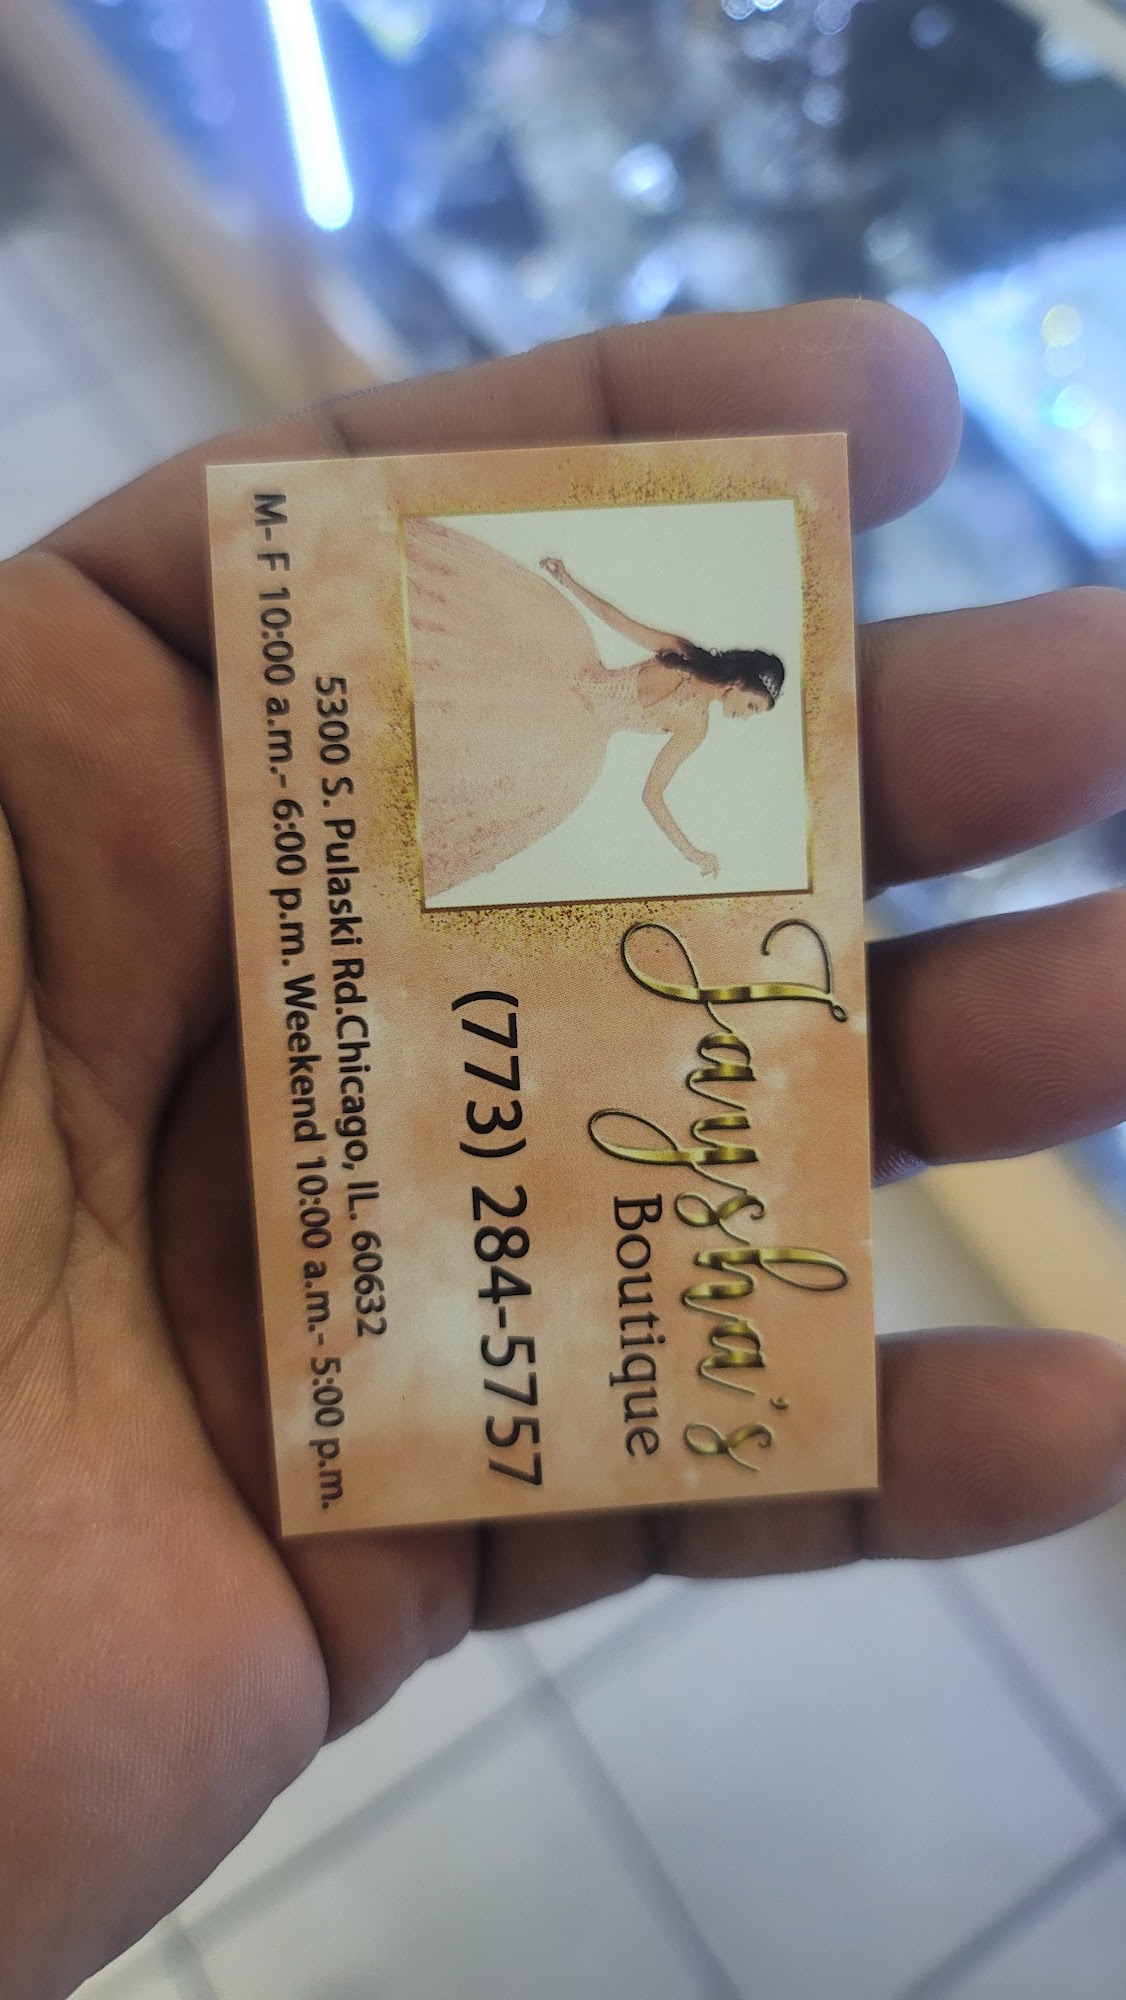 Jaysha's
Boutique
(773) 284-5757
5300 S. Pulaski Rd.Chicago, IL. 60632
M- F 10:00 a.m.- 6:00 p.m. Weekend 10:00 a.m.- 5:00 p.m.